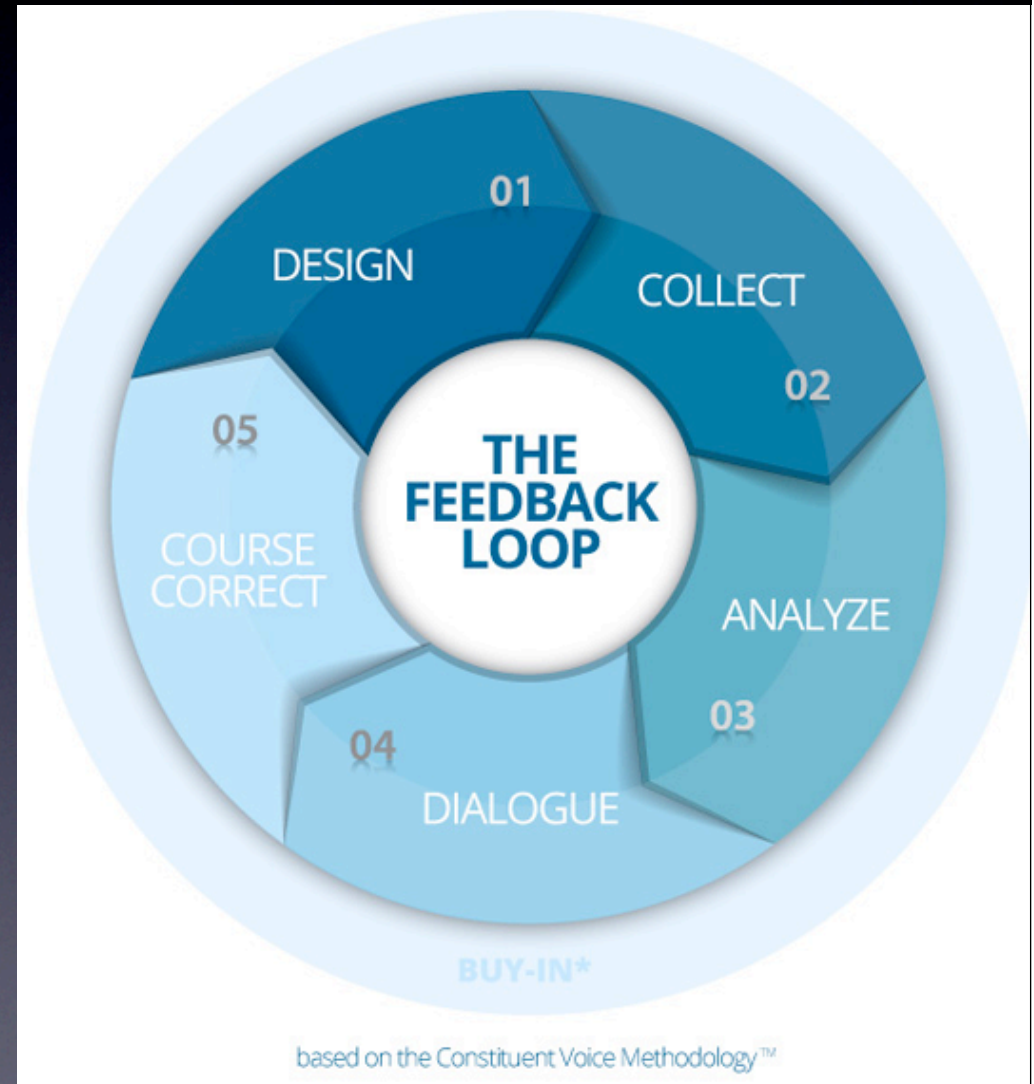 01
DESIGN
COLLECT
02
05
THE
FEEDBACK
LOOP
COURSE
CORRECT
ANALYZE
03
04
DIALOGUE
BUY-IN*
based on the Constituent Voice Methodology™